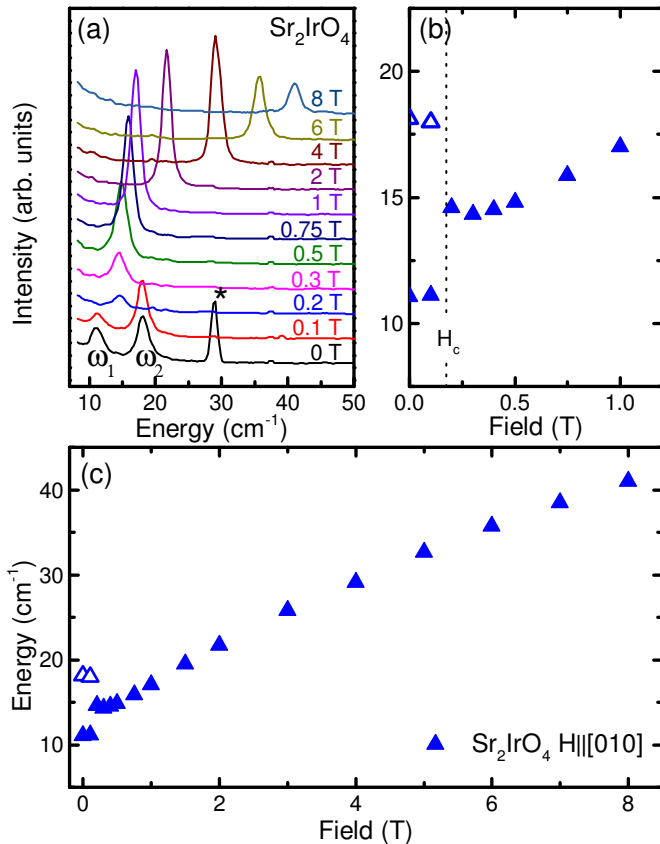 (a)
Sr₂IrO₄
8 T
6 T
4 T
2 T
1 T
0.75 T
0.5 T
0.3 T
0.2 T
0.1 T
0 T
*
ω₁
ω₂
10 20 30 40 50
Energy (cm⁻¹)
Intensity (arb. units)
(b)
20
15
10
H_c
0.0 0.5 1.0
Field (T)
(c)
40
30
20
10
Energy (cm⁻¹)
Sr₂IrO₄ H||[010]
0 2 4 6 8
Field (T)